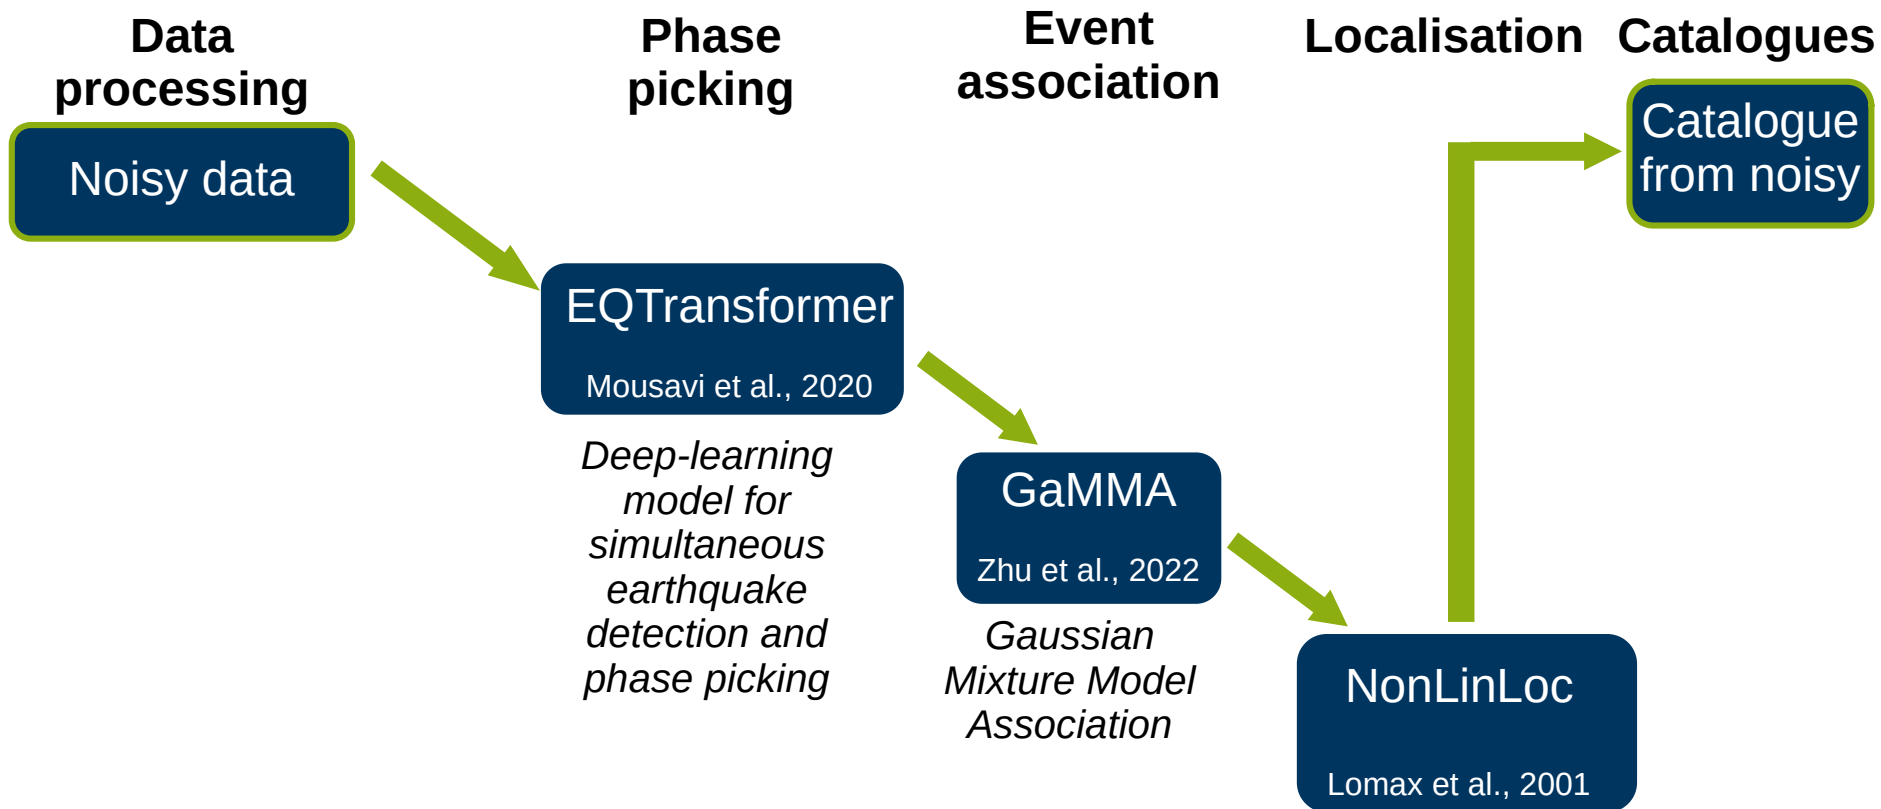 Data
processing
Phase
picking
Event
association
Localisation
Catalogues
Noisy data
EQTransformer
Mousavi et al., 2020
Deep-learning
model for
simultaneous
earthquake
detection and
phase picking
GaMMA
Zhu et al., 2022
Gaussian
Mixture Model
Association
NonLinLoc
Lomax et al., 2001
Catalogue
from noisy